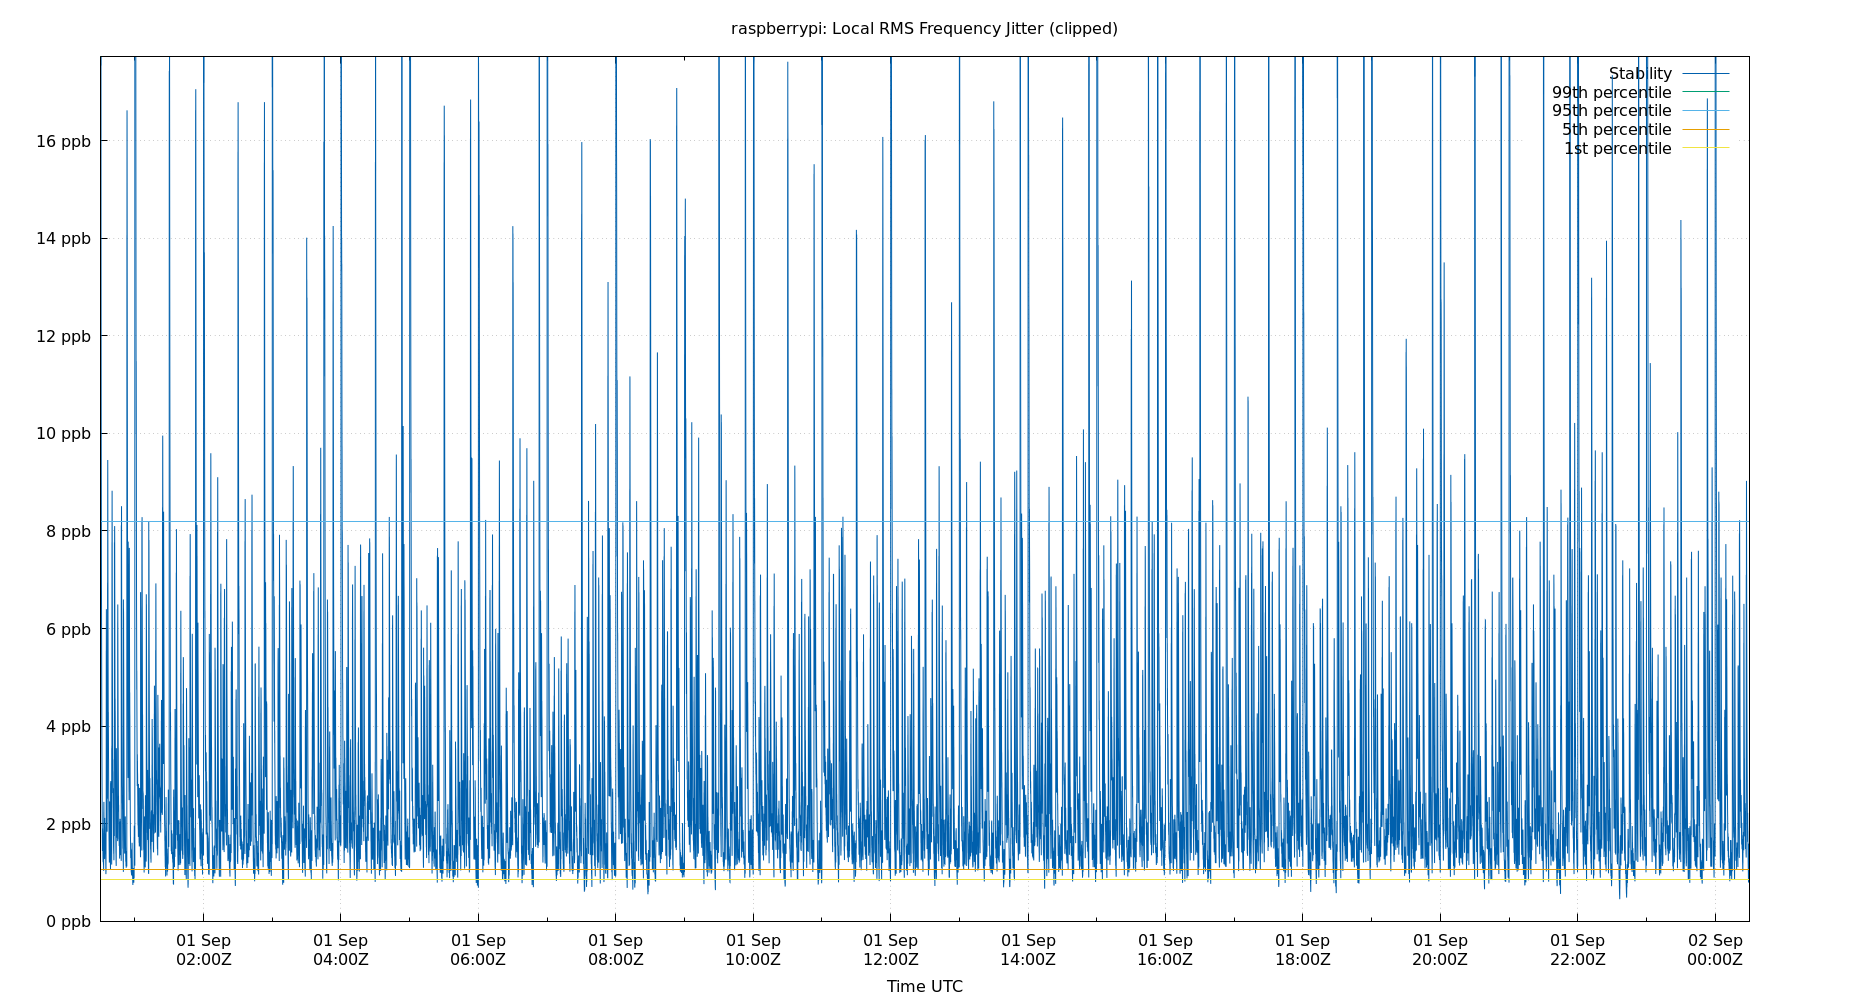 raspberrypi: Local RMS Frequency Jitter (clipped)
Stability
99th percentile
95th percentile
5th percentile
1st percentile
16 ppb
14 ppb
12 ppb
10 ppb
8 ppb
6 ppb
4 ppb
2 ppb
0 ppb
01 Sep 01 Sep 01 Sep 01 Sep 01 Sep 01 Sep 01 Sep 01 Sep 01 Sep 01 Sep 01 Sep 02 Sep
02:00Z 04:00Z 06:00Z 08:00Z 10:00Z 12:00Z 14:00Z 16:00Z 18:00Z 20:00Z 22:00Z 00:00Z
Time UTC